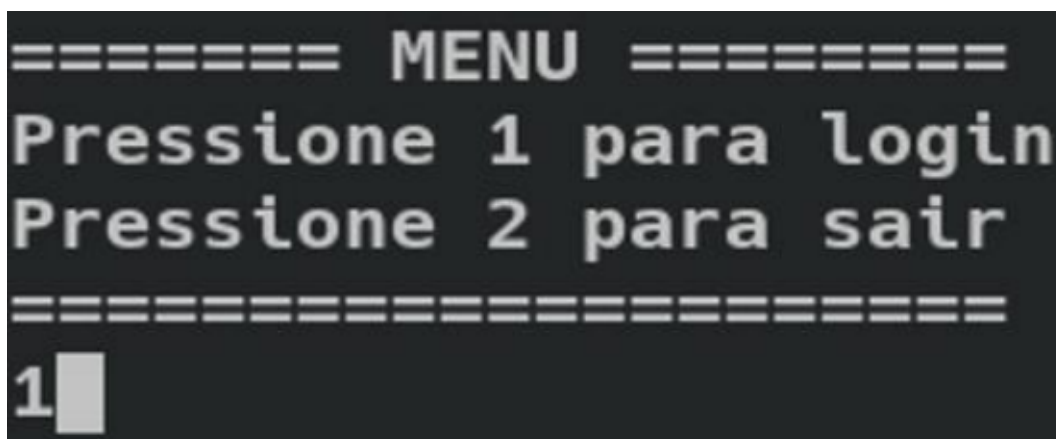 ======= MENU ========
Pressione 1 para login
Pressione 2 para sair
=====================
1